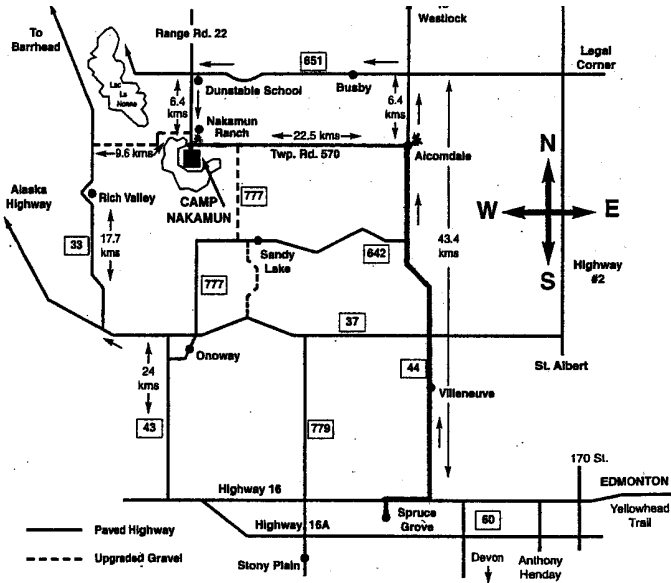 To
Barrhead
Range Rd. 22
Westlock
651
Legal
Corner
Lac
La
Nonne
6.4
kms
Dunstable School
Busby
6.4
kms
Nakamun
Ranch
22.5 kms
Twp. Rd. 570
9.6 kms
Alcomdale
N
Alaska
Highway
Rich Valley
CAMP
NAKAMUN
777
W
E
33
17.7
kms
Sandy
Lake
642
43.4
kms
S
Highway
#2
777
37
Onoway
24
kms
44
St. Albert
Villeneuve
43
779
170 St.
Highway 16
EDMONTON
Yellowhead
Trail
Paved Highway
Highway 16A
Spruce
Grove
60
Upgraded Gravel
Stony Plain
Devon
Anthony
Henday